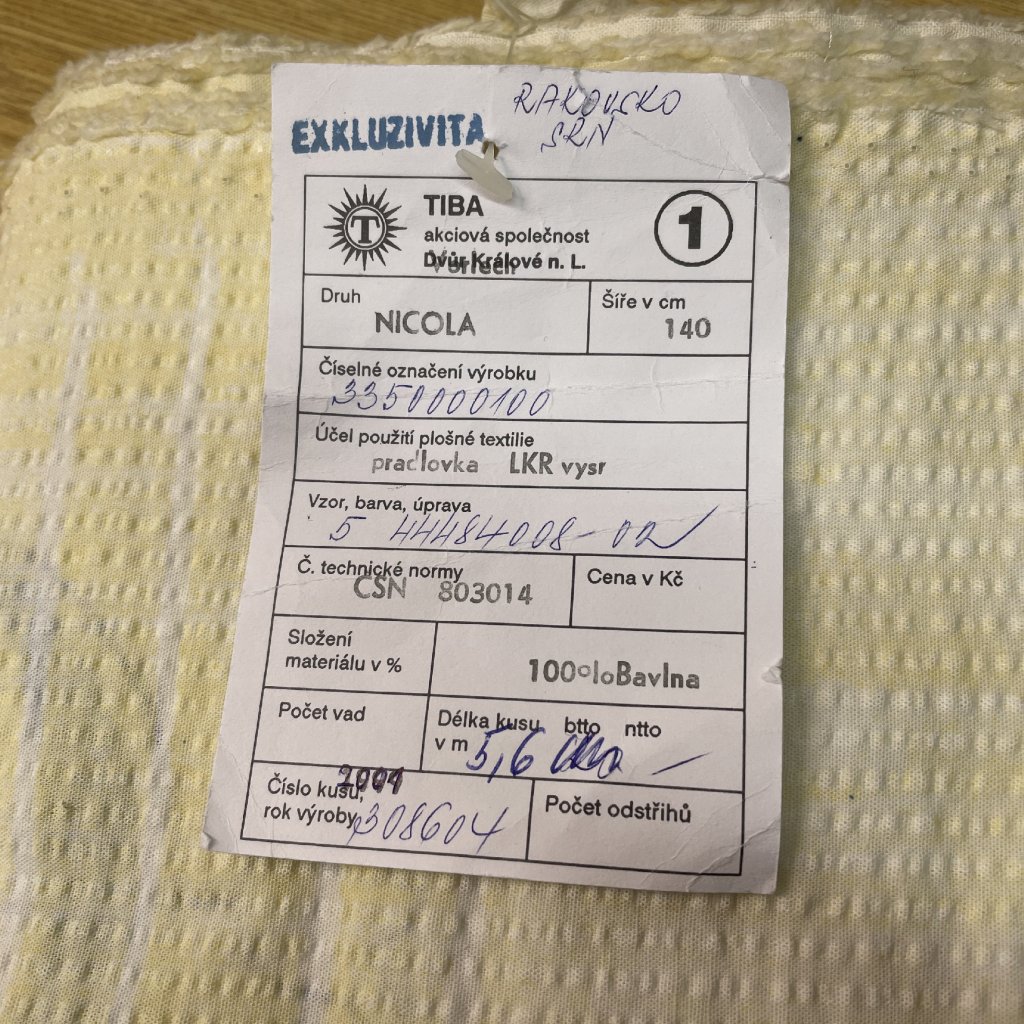 EXKLUZIVITA
RAKOUSKO
SRN
T
TIBA
akciová společnost
Dvůr Králové n. L.
1
Druh
NICOLA
Šíře v cm
140
Číselné označení výrobku
3350000100
Účel použití plošné textilie
pradlovka LKR vysr
Vzor, barva, úprava
5 44484008-02
Č. technické normy
ČSN 803014
Cena v Kč
Složení
materiálu v %
100%Bavlna
Počet vad
Délka kusu btto ntto
v m 5,6
Číslo kusu,
rok výroby 308604
Počet odstřihů